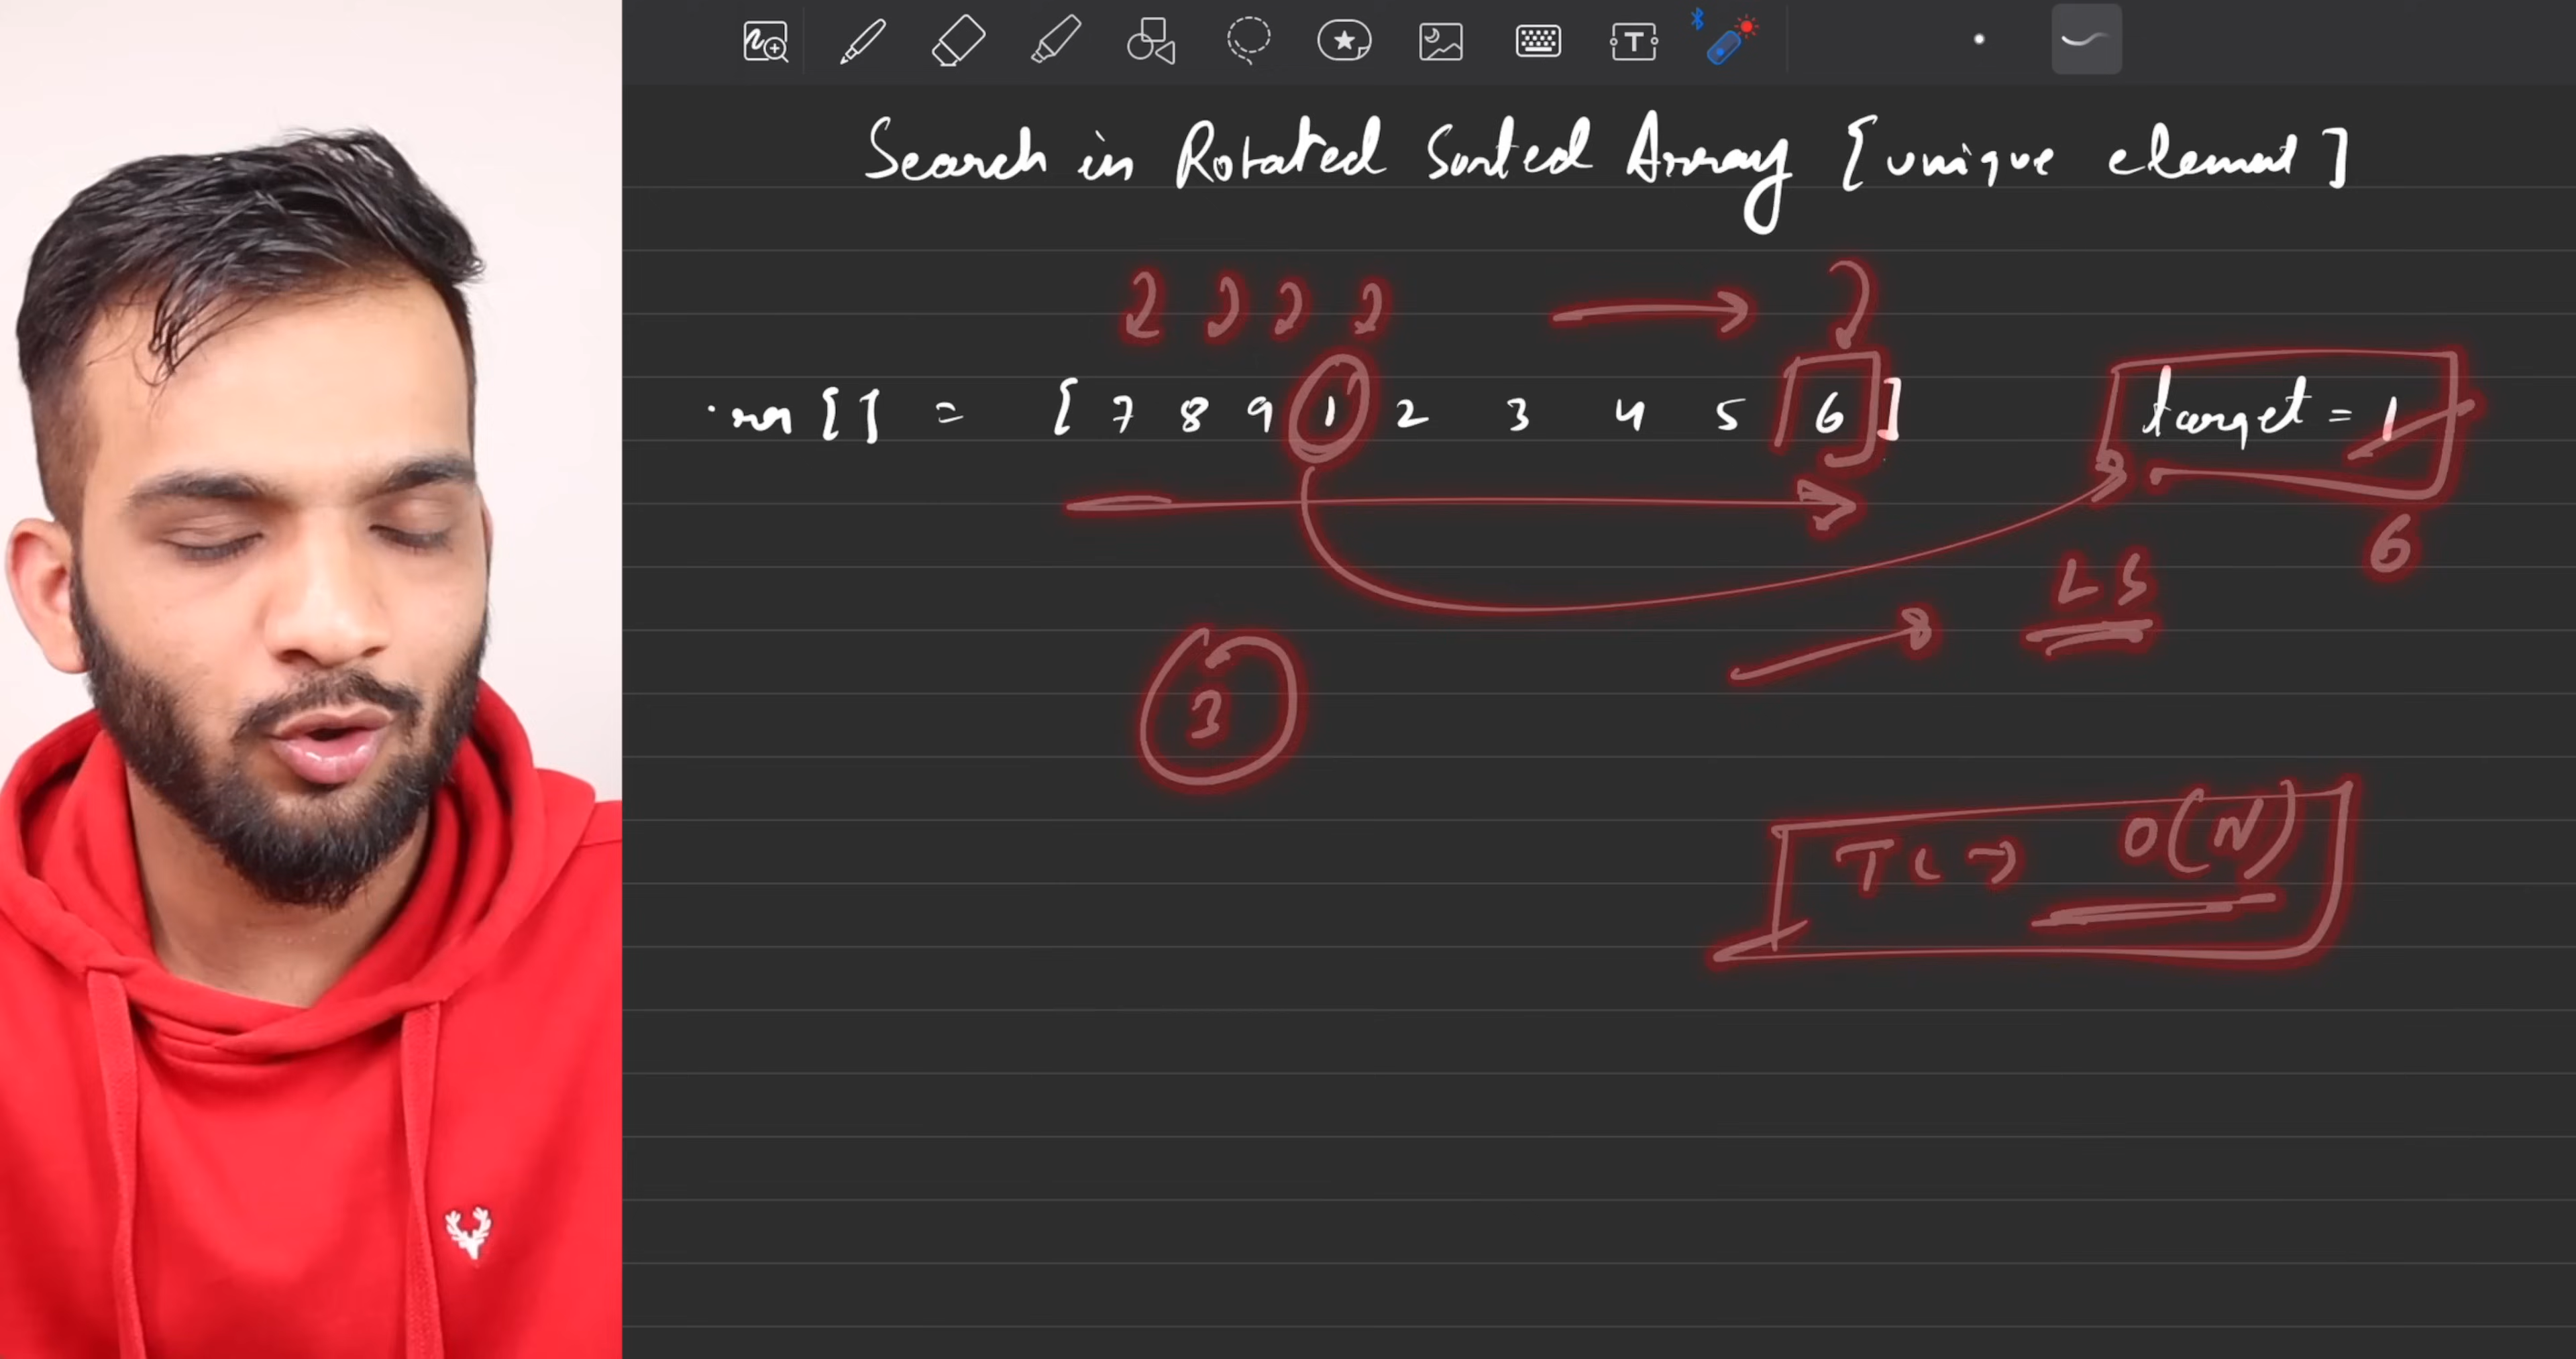 Search in Rotated Sorted Array [unique element]
arr[] = [ 7 8 9 1 2 3 4 5 6 ] target = 1
6
LS
3
TC → O(N)